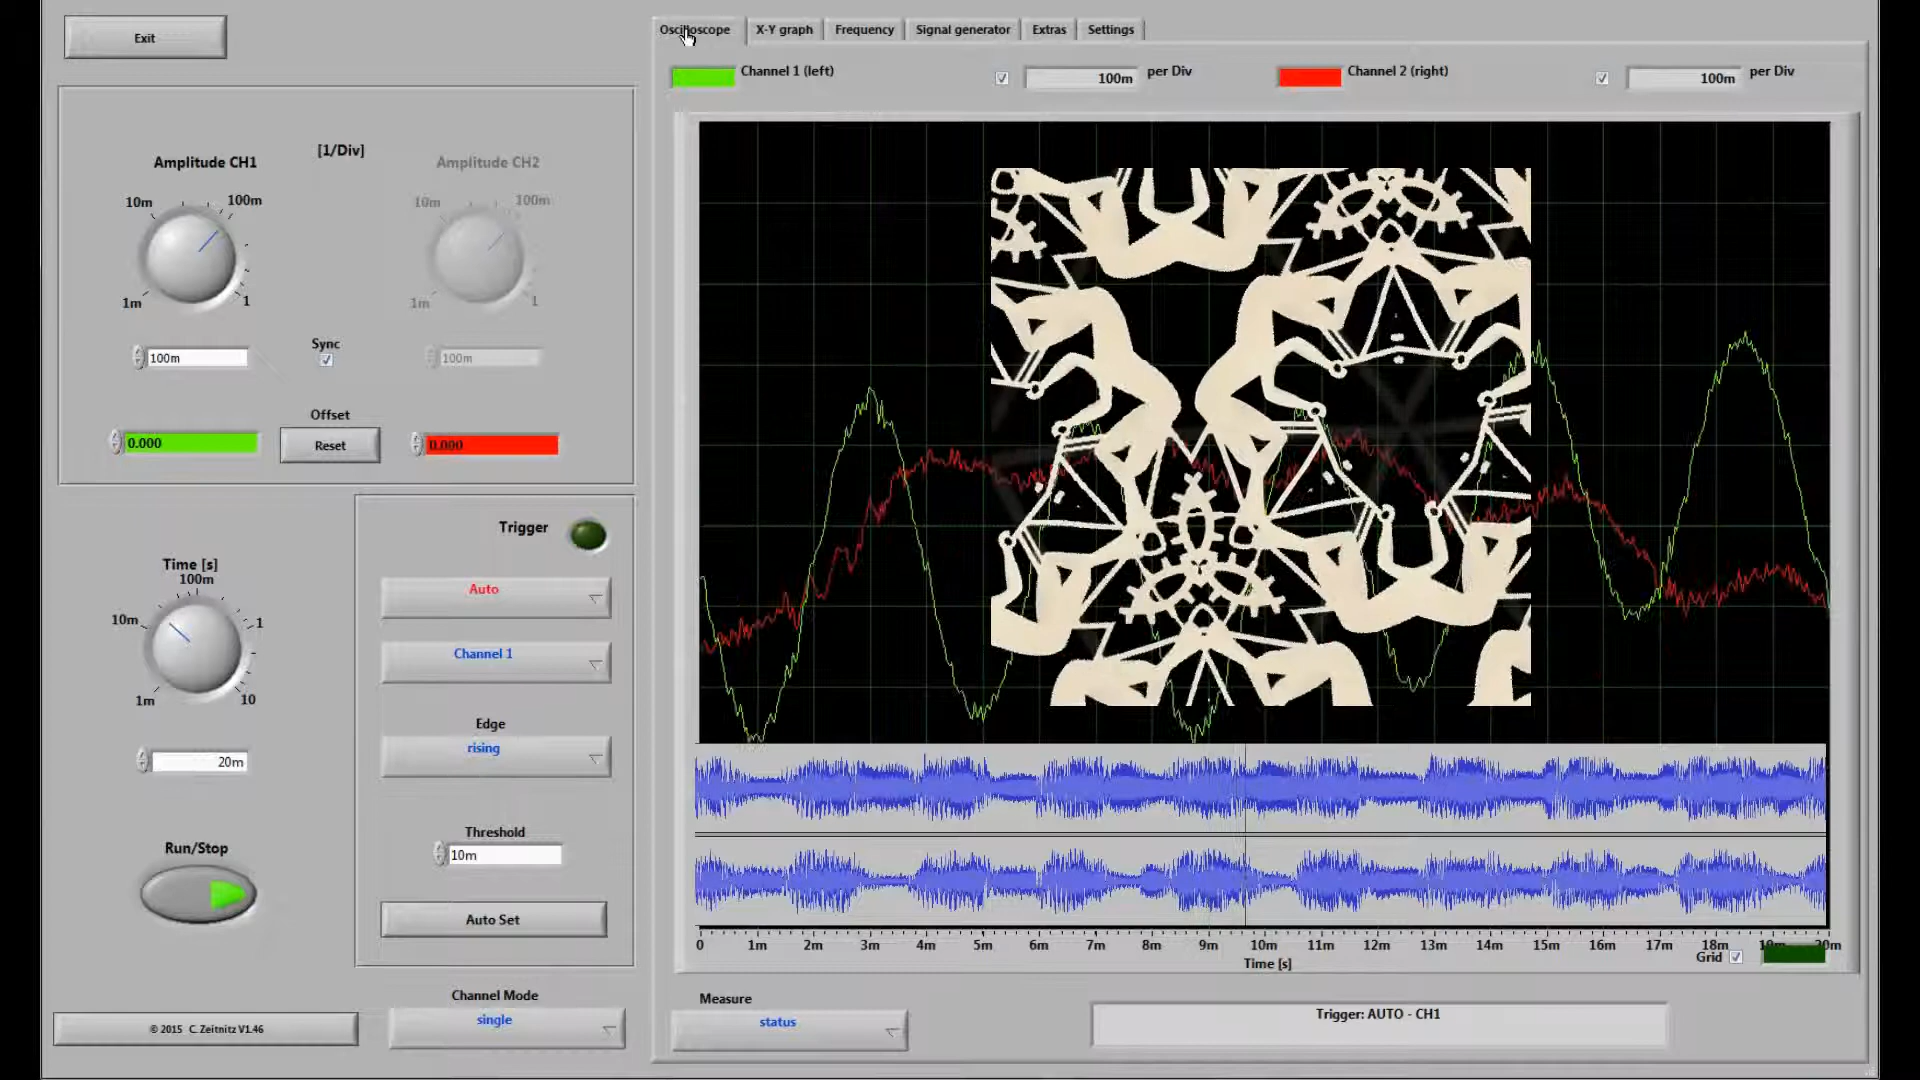 Exit
Oscilloscope X-Y graph Frequency Signal generator Extras Settings
Channel 1 (left) 100m per Div Channel 2 (right) 100m per Div
[1/Div]
Amplitude CH1 Amplitude CH2
10m 100m 10m 100m
1m 1 1m 1
Sync
100m 100m
Offset
0.000 Reset 0.000
Trigger
Time [s]
100m
Auto
10m 1
Channel 1
1m 10
Edge
rising
20m
Threshold
Run/Stop
10m
Auto Set
0 1m 2m 3m 4m 5m 6m 7m 8m 9m 10m 11m 12m 13m 14m 15m 16m 17m 18m 19m 20m
Time [s] Grid
Channel Mode
single
Measure
status
Trigger: AUTO - CH1
© 2015 C. Zeitnitz V1.46